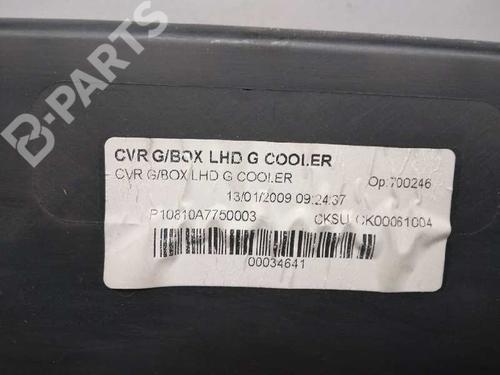 CVR G/BOX LHD G COOLER
CVR G/BOX LHD G COOLER Op:700246
13/01/2009 09:24:37
P10810A7750003 CKSU CK00061004
00034641
B-PARTS